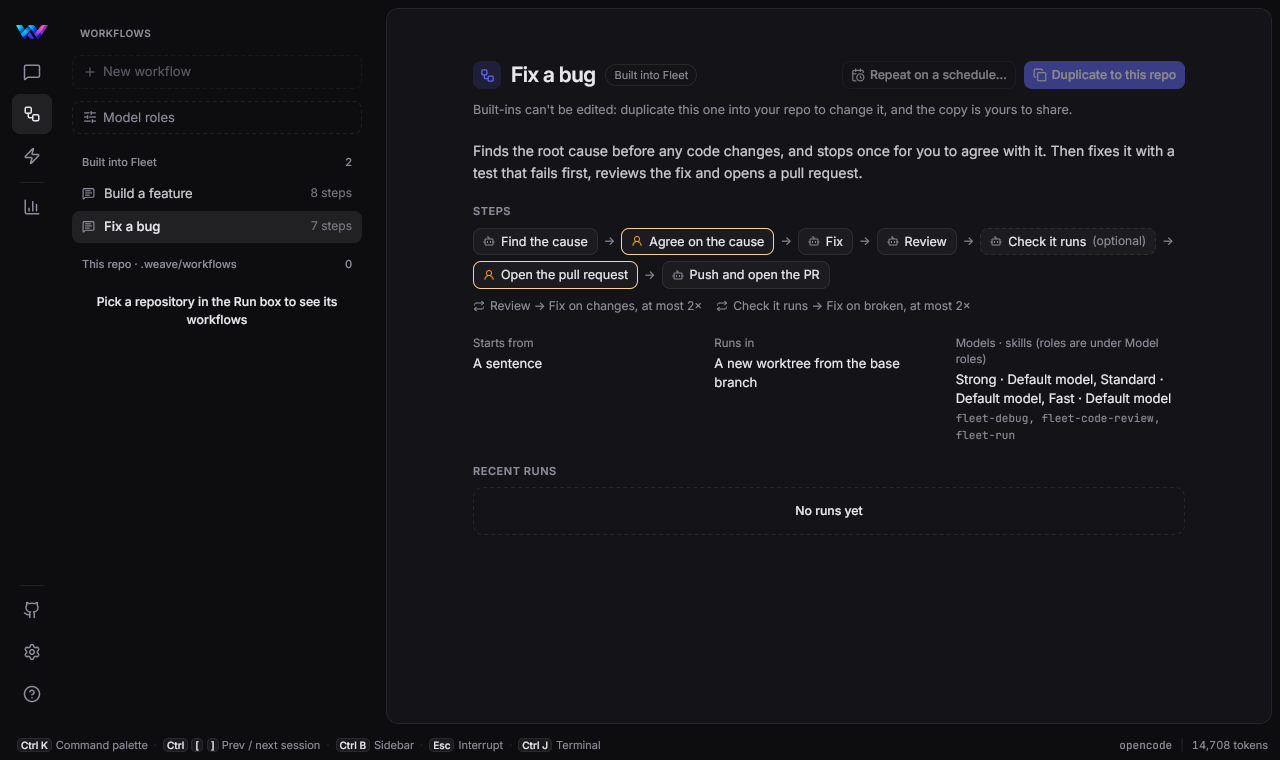 WORKFLOWS
New workflow
Model roles
Built into Fleet 2
Build a feature 8 steps
Fix a bug 7 steps
This repo · .weave/workflows 0
Pick a repository in the Run box to see its
workflows
Fix a bug Built into Fleet Repeat on a schedule... Duplicate to this repo
Built-ins can't be edited: duplicate this one into your repo to change it, and the copy is yours to share.
Finds the root cause before any code changes, and stops once for you to agree with it. Then fixes it with a
test that fails first, reviews the fix and opens a pull request.
STEPS
Find the cause → Agree on the cause → Fix → Review → Check it runs (optional) →
Open the pull request → Push and open the PR
Review → Fix on changes, at most 2× Check it runs → Fix on broken, at most 2×
Starts from
A sentence
Runs in
A new worktree from the base
branch
Models · skills (roles are under Model
roles)
Strong · Default model, Standard ·
Default model, Fast · Default model
fleet-debug, fleet-code-review,
fleet-run
RECENT RUNS
No runs yet
Ctrl K Command palette · Ctrl [ ] Prev / next session · Ctrl B Sidebar · Esc Interrupt · Ctrl J Terminal opencode 14,708 tokens